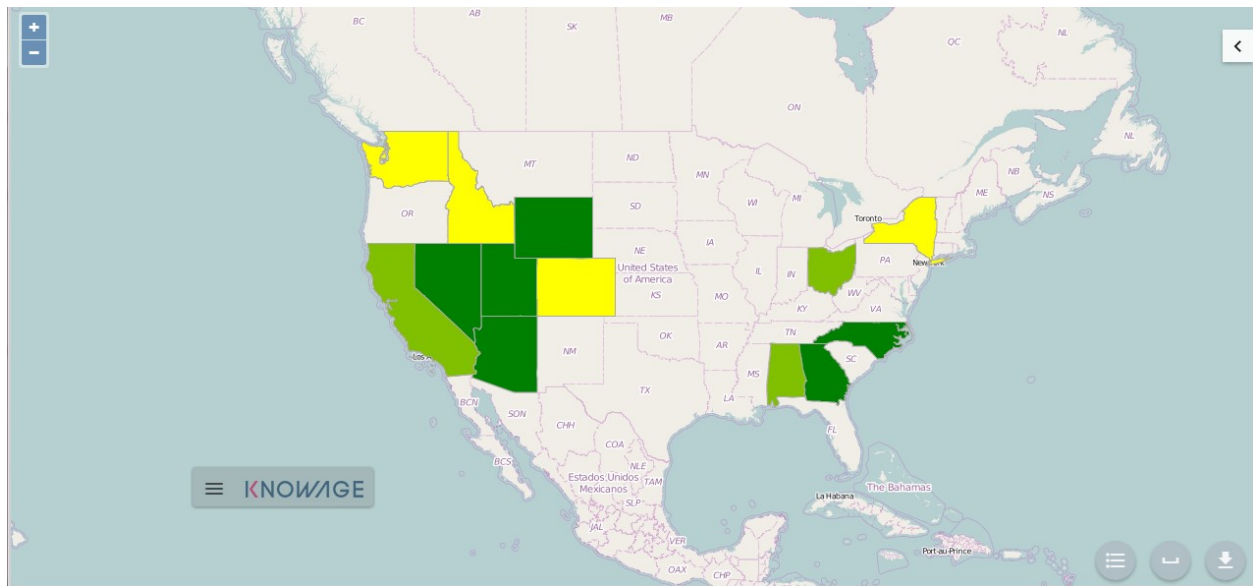 +
−
BC
AB
SK
MB
QC
NL
ON
NL
NB
NS
ME
Toronto
MT
ND
MN
WI
MI
OR
SD
IA
NE
PA
United States
of America
IL
IN
KS
MO
WV
VA
KY
TN
OK
AR
NM
SC
MS
TX
LA
FL
BCN
SON
CHH
COA
BCS
NLE
Estados Unidos
Mexicanos
TAM
SLP
The Bahamas
La Habana
KNOWAGE
JAL
VER
Port-au-Prince
OAX
CHP